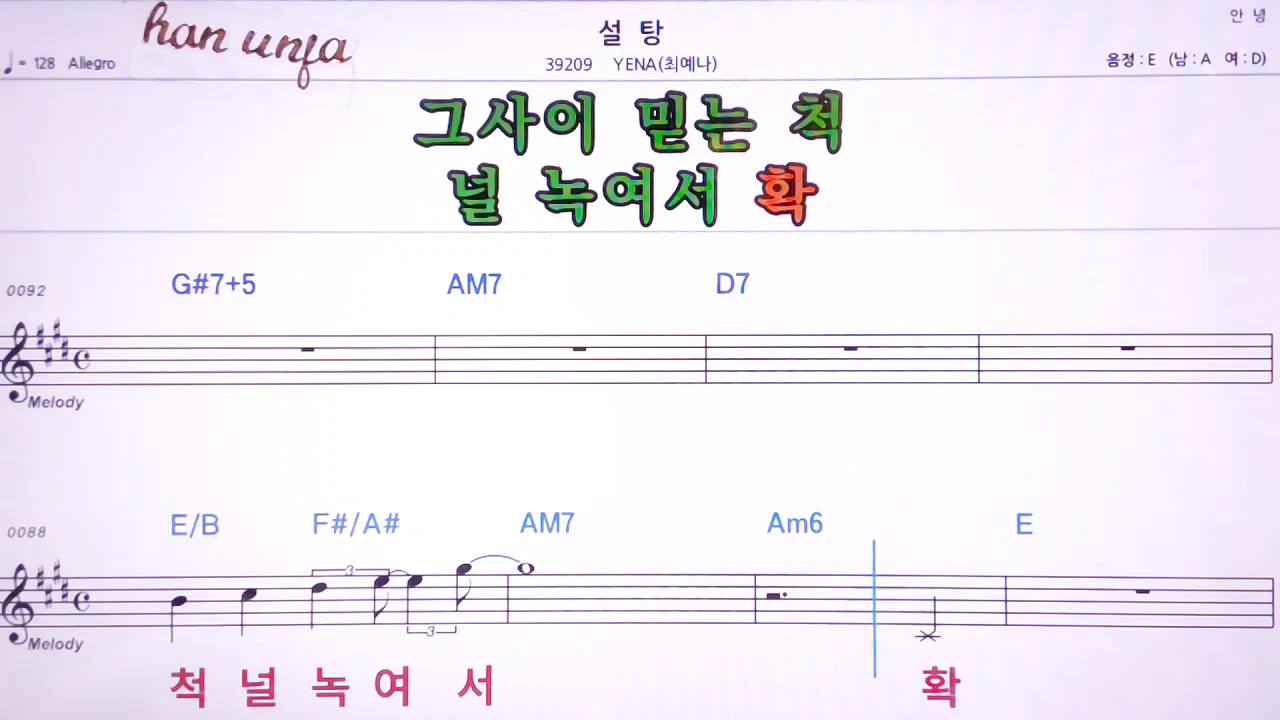 han unja
설 탕
안 녕
♩= 128 Allegro
39209 YENA(최예나)
음정 : E (남 : A 여 : D)
그사이 믿는 척
널 녹여서 확
0092 G#7+5 AM7 D7
Melody
0088 E/B F#/A# AM7 Am6 E
3
3
Melody
척 널 녹 여 서 확